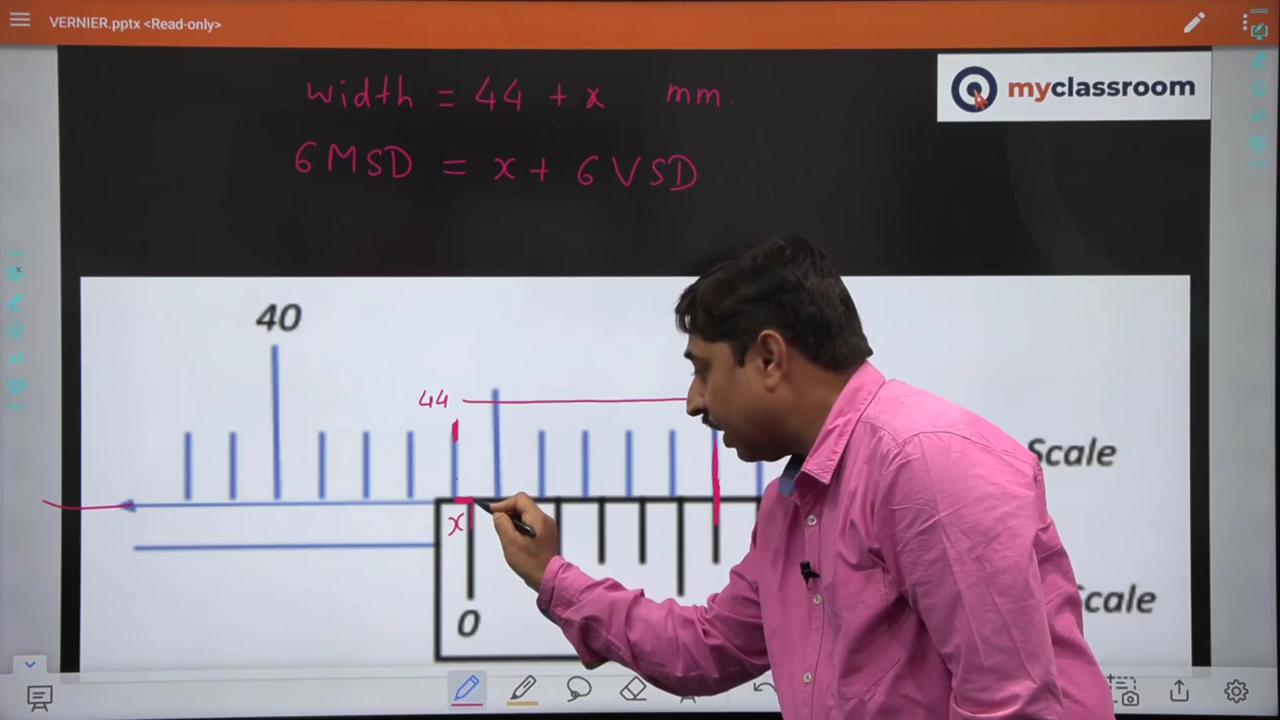 VERNIER.pptx <Read-only>
myclassroom
width = 44 + x mm.
6 MSD = x + 6 VSD
40
44
Scale
x
0
Scale